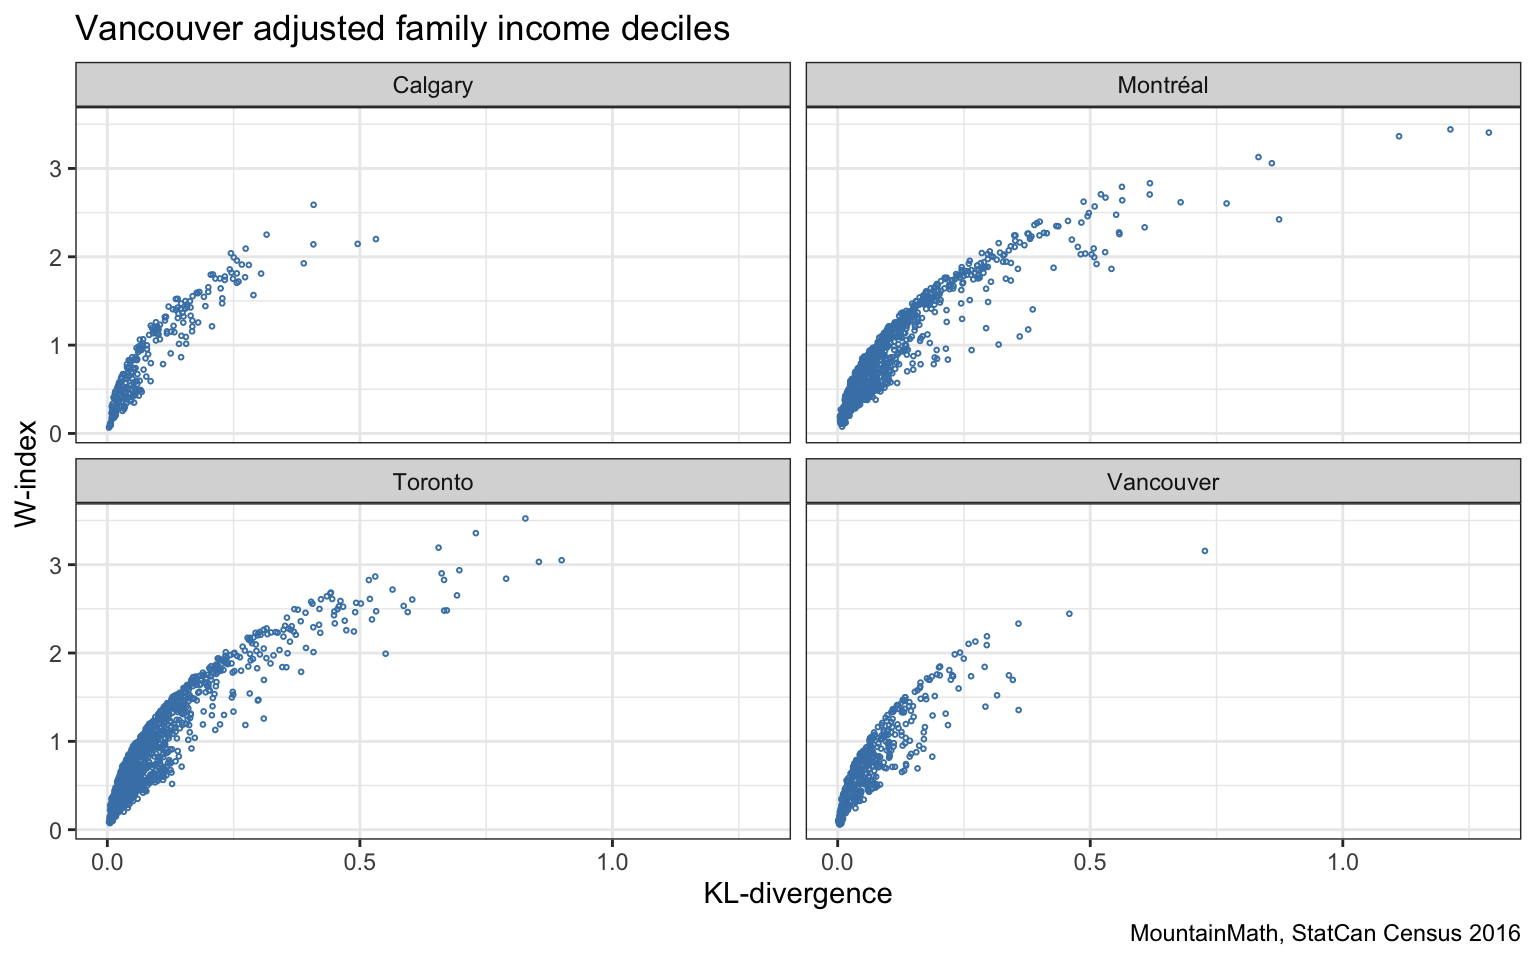 Vancouver adjusted family income deciles
Calgary
Montréal
3
2
1
0
W-index
Toronto
Vancouver
3
2
1
0
0.0 0.5 1.0
0.0 0.5 1.0
KL-divergence
MountainMath, StatCan Census 2016